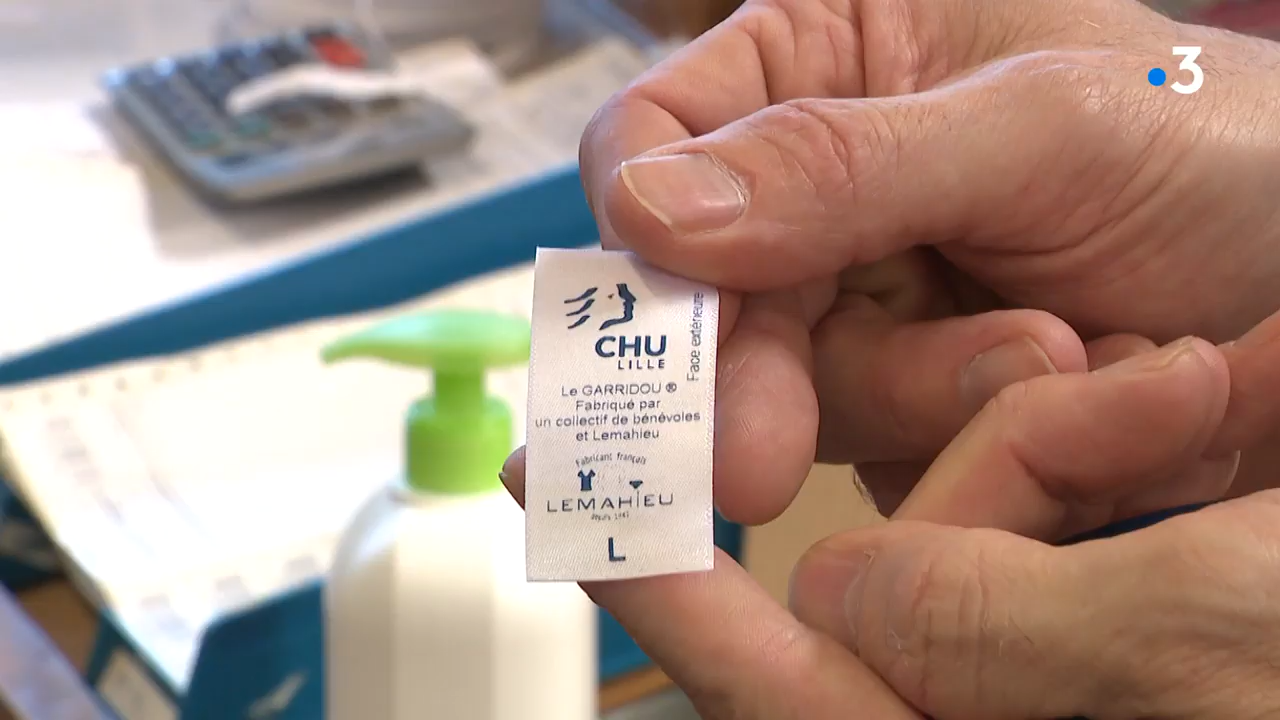 3
CHU
LILLE
Face extérieure
Le GARRIDOU ®
Fabriqué par
un collectif de bénévoles
et Lemahieu
Fabricant français
LEMAHIEU
L